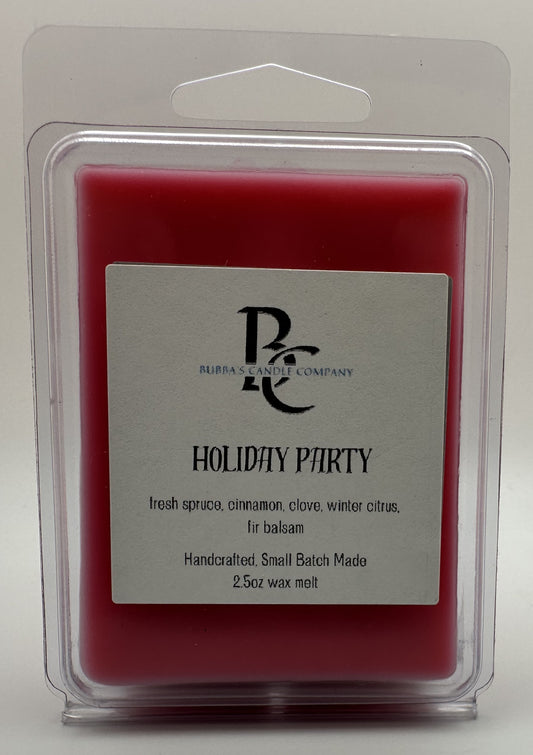 BC
BUBBA'S CANDLE COMPANY
HOLIDAY PARTY
fresh spruce, cinnamon, clove, winter citrus,
fir balsam
Handcrafted, Small Batch Made
2.5oz wax melt